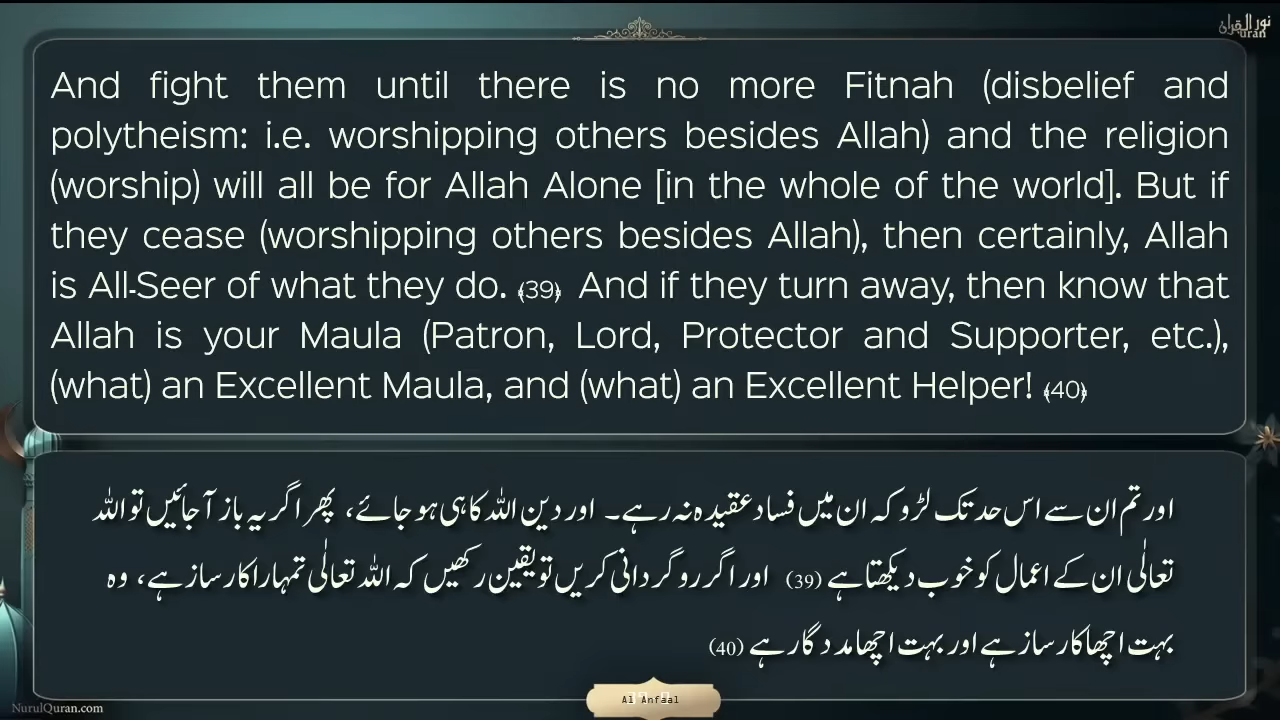 نور القرآن
Quran
And fight them until there is no more Fitnah (disbelief and
polytheism: i.e. worshipping others besides Allah) and the religion
(worship) will all be for Allah Alone [in the whole of the world]. But if
they cease (worshipping others besides Allah), then certainly, Allah
is All-Seer of what they do. ﴾39﴿ And if they turn away, then know that
Allah is your Maula (Patron, Lord, Protector and Supporter, etc.),
(what) an Excellent Maula, and (what) an Excellent Helper! ﴾40﴿
اور تم ان سے اس حد تک لڑو کہ ان میں فساد عقیدہ نہ رہے۔ اور دین اللہ کا ہی ہو جائے، پھر اگر یہ باز آ جائیں تو اللہ
تعالٰی ان کے اعمال کو خوب دیکھتا ہے (39) اور اگر روگردانی کریں تو یقین رکھیں کہ اللہ تعالٰی تمہارا کارساز ہے، وہ
بہت اچھا کارساز ہے اور بہت اچھا مددگار ہے (40)
Al Anfaal
NurulQuran.com